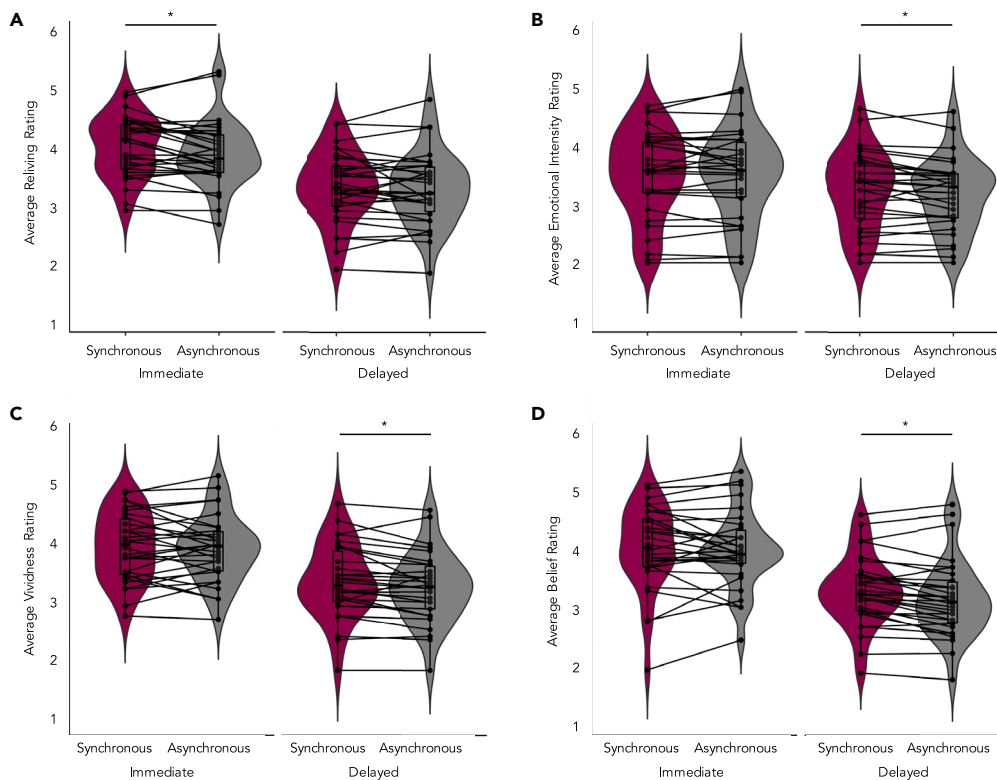 A
*
Average Reliving Rating
6
5
4
3
2
1
Synchronous Asynchronous Synchronous Asynchronous
Immediate Delayed
B
*
Average Emotional Intensity Rating
6
5
4
3
2
1
Synchronous Asynchronous Synchronous Asynchronous
Immediate Delayed
C
*
Average Vividness Rating
6
5
4
3
2
1
Synchronous Asynchronous Synchronous Asynchronous
Immediate Delayed
D
*
Average Belief Rating
6
5
4
3
2
1
Synchronous Asynchronous Synchronous Asynchronous
Immediate Delayed